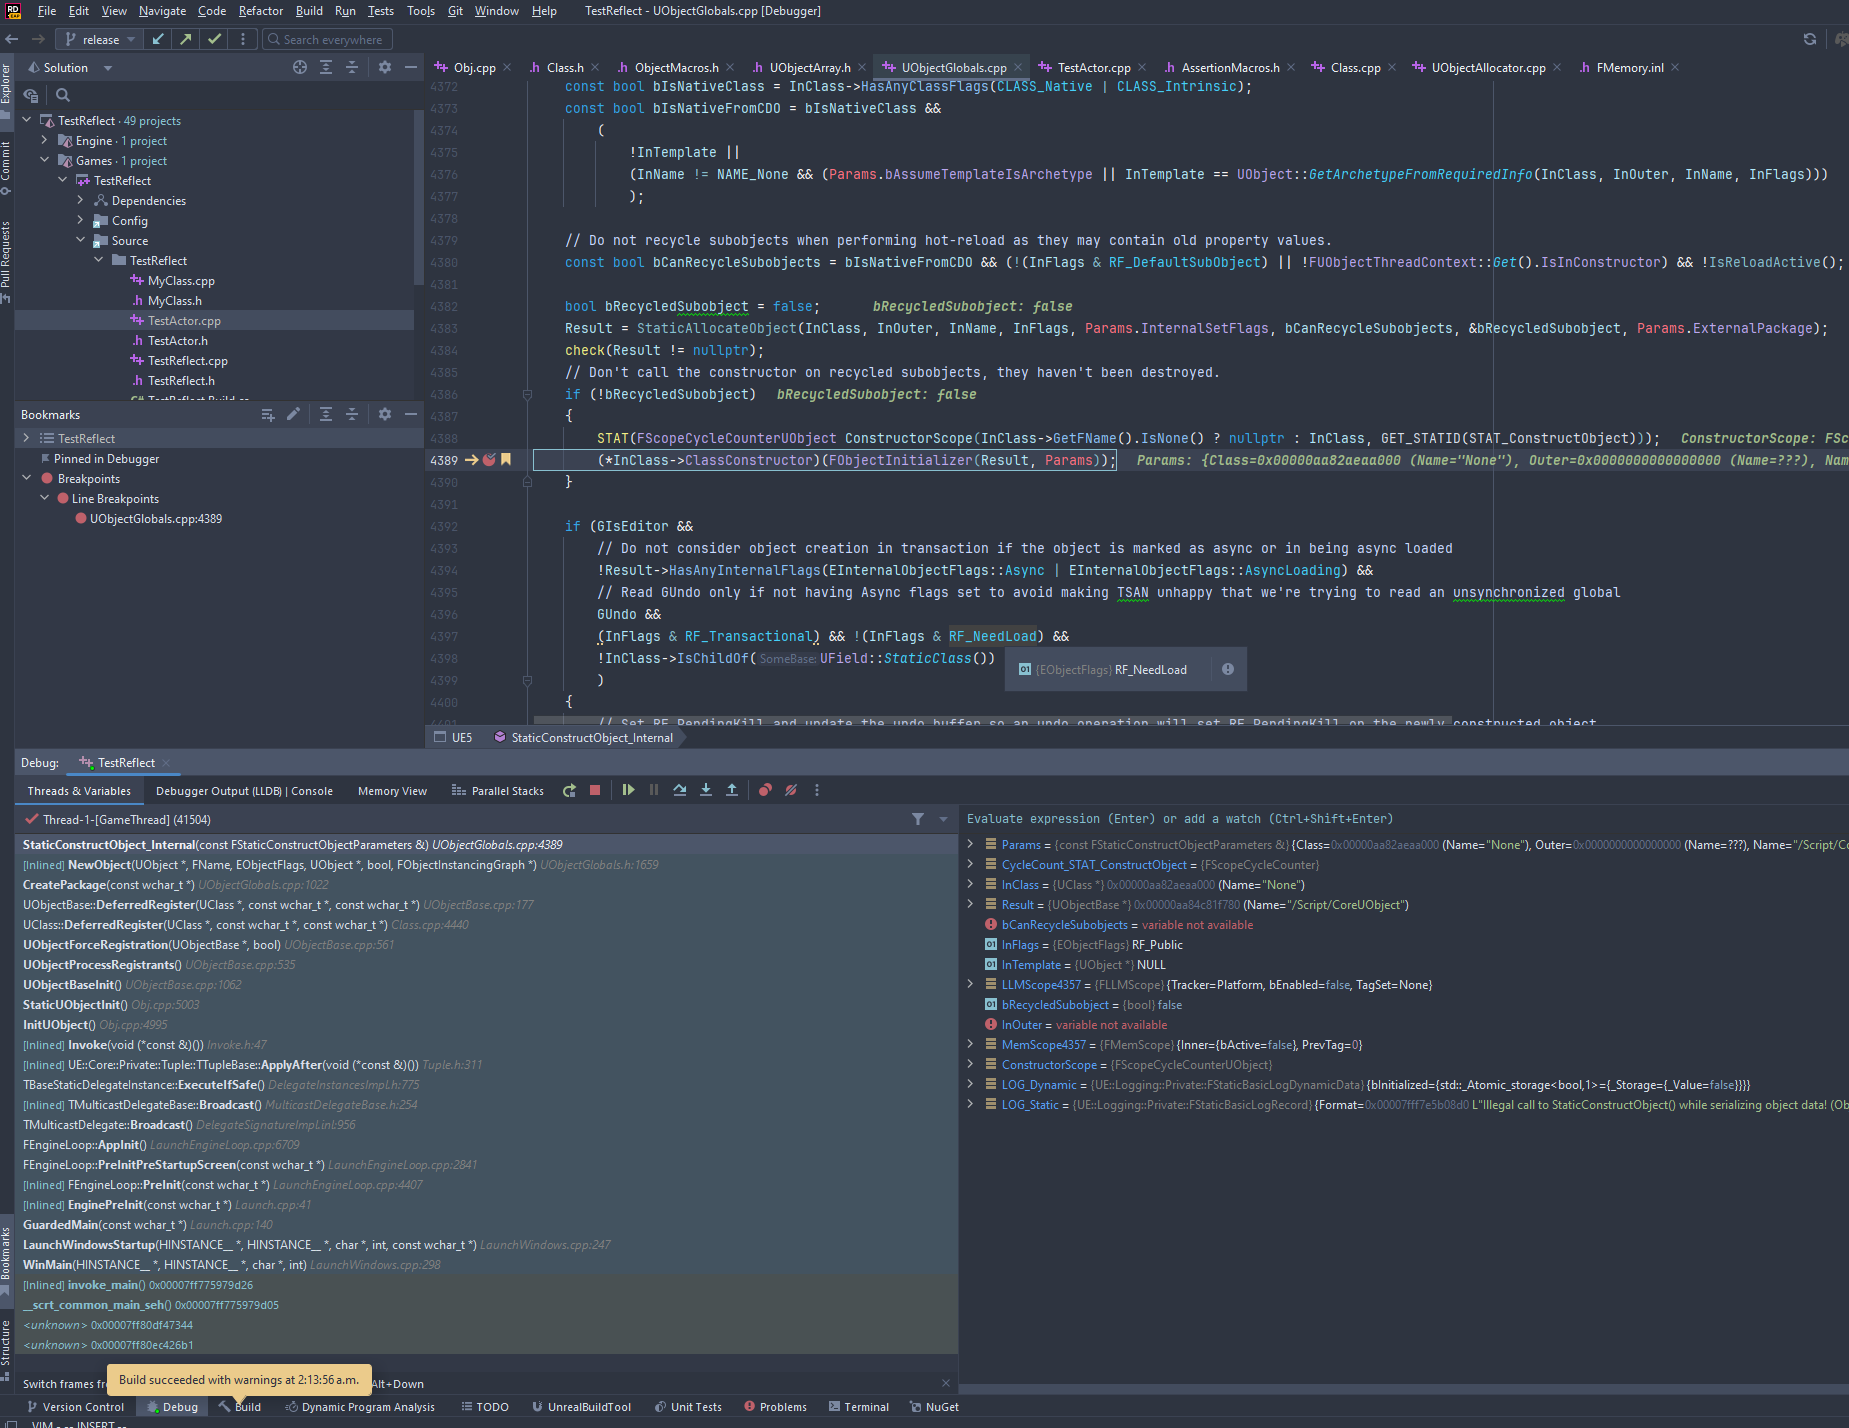 File Edit View Navigate Code Refactor Build Run Tests Tools Git Window Help TestReflect - UObjectGlobals.cpp [Debugger]
release Search everywhere
Solution
Explorer
Commit
Pull Requests
TestReflect · 49 projects
Engine · 1 project
Games · 1 project
TestReflect
Dependencies
Config
Source
TestReflect
MyClass.cpp
MyClass.h
TestActor.cpp
TestActor.h
TestReflect.cpp
TestReflect.h
Bookmarks
TestReflect
Pinned in Debugger
Breakpoints
Line Breakpoints
UObjectGlobals.cpp:4389
Obj.cpp Class.h ObjectMacros.h UObjectArray.h UObjectGlobals.cpp TestActor.cpp AssertionMacros.h Class.cpp UObjectAllocator.cpp FMemory.inl
4372 const bool bIsNativeClass = InClass->HasAnyClassFlags(CLASS_Native | CLASS_Intrinsic);
4373 const bool bIsNativeFromCDO = bIsNativeClass &&
4374 (
4375 !InTemplate ||
4376 (InName != NAME_None && (Params.bAssumeTemplateIsArchetype || InTemplate == UObject::GetArchetypeFromRequiredInfo(InClass, InOuter, InName, InFlags)))
4377 );
4378
4379 // Do not recycle subobjects when performing hot-reload as they may contain old property values.
4380 const bool bCanRecycleSubobjects = bIsNativeFromCDO && (!(InFlags & RF_DefaultSubObject) || !FUObjectThreadContext::Get().IsInConstructor) && !IsReloadActive();
4381
4382 bool bRecycledSubobject = false; bRecycledSubobject: false
4383 Result = StaticAllocateObject(InClass, InOuter, InName, InFlags, Params.InternalSetFlags, bCanRecycleSubobjects, &bRecycledSubobject, Params.ExternalPackage);
4384 check(Result != nullptr);
4385 // Don't call the constructor on recycled subobjects, they haven't been destroyed.
4386 if (!bRecycledSubobject) bRecycledSubobject: false
4387 {
4388 STAT(FScopeCycleCounterUObject ConstructorScope(InClass->GetFName().IsNone() ? nullptr : InClass, GET_STATID(STAT_ConstructObject))); ConstructorScope: FSc
4389 (*InClass->ClassConstructor)(FObjectInitializer(Result, Params)); Params: {Class=0x00000aa82aeaa000 (Name="None"), Outer=0x0000000000000000 (Name=???), Nam
4390 }
4391
4392 if (GIsEditor &&
4393 // Do not consider object creation in transaction if the object is marked as async or in being async loaded
4394 !Result->HasAnyInternalFlags(EInternalObjectFlags::Async | EInternalObjectFlags::AsyncLoading) &&
4395 // Read GUndo only if not having Async flags set to avoid making TSAN unhappy that we're trying to read an unsynchronized global
4396 GUndo &&
4397 (InFlags & RF_Transactional) && !(InFlags & RF_NeedLoad) &&
4398 !InClass->IsChildOf(SomeBase: UField::StaticClass())
4399 )
{EObjectFlags} RF_NeedLoad
4400 {
4401 // Set RF_PendingKill and update the undo buffer so an undo operation will set RF_PendingKill on the newly constructed object
UE5 StaticConstructObject_Internal
Debug: TestReflect
Threads & Variables Debugger Output (LLDB) | Console Memory View Parallel Stacks
Thread-1-[GameThread] (41504)
StaticConstructObject_Internal(const FStaticConstructObjectParameters &) UObjectGlobals.cpp:4389
[Inlined] NewObject(UObject *, FName, EObjectFlags, UObject *, bool, FObjectInstancingGraph *) UObjectGlobals.h:1659
CreatePackage(const wchar_t *) UObjectGlobals.cpp:1022
UObjectBase::DeferredRegister(UClass *, const wchar_t *, const wchar_t *) UObjectBase.cpp:177
UClass::DeferredRegister(UClass *, const wchar_t *, const wchar_t *) Class.cpp:4440
UObjectForceRegistration(UObjectBase *, bool) UObjectBase.cpp:561
UObjectProcessRegistrants() UObjectBase.cpp:535
UObjectBaseInit() UObjectBase.cpp:1062
StaticUObjectInit() Obj.cpp:5003
InitUObject() Obj.cpp:4995
[Inlined] Invoke(void (*const &)()) Invoke.h:47
[Inlined] UE::Core::Private::Tuple::TTupleBase::ApplyAfter(void (*const &)()) Tuple.h:311
TBaseStaticDelegateInstance::ExecuteIfSafe() DelegateInstancesImpl.h:775
[Inlined] TMulticastDelegateBase::Broadcast() MulticastDelegateBase.h:254
TMulticastDelegate::Broadcast() DelegateSignatureImpl.inl:956
FEngineLoop::AppInit() LaunchEngineLoop.cpp:6709
FEngineLoop::PreInitPreStartupScreen(const wchar_t *) LaunchEngineLoop.cpp:2841
[Inlined] FEngineLoop::PreInit(const wchar_t *) LaunchEngineLoop.cpp:4407
[Inlined] EnginePreInit(const wchar_t *) Launch.cpp:41
GuardedMain(const wchar_t *) Launch.cpp:140
LaunchWindowsStartup(HINSTANCE__ *, HINSTANCE__ *, char *, int, const wchar_t *) LaunchWindows.cpp:247
WinMain(HINSTANCE__ *, HINSTANCE__ *, char *, int) LaunchWindows.cpp:298
[Inlined] invoke_main() 0x00007ff775979d26
__scrt_common_main_seh() 0x00007ff775979d05
<unknown> 0x00007ff80df47344
<unknown> 0x00007ff80ec426b1
Evaluate expression (Enter) or add a watch (Ctrl+Shift+Enter)
Params = {const FStaticConstructObjectParameters &} {Class=0x00000aa82aeaa000 (Name="None"), Outer=0x0000000000000000 (Name=???), Name="/Script/Co
CycleCount_STAT_ConstructObject = {FScopeCycleCounter}
InClass = {UClass *} 0x00000aa82aeaa000 (Name="None")
Result = {UObjectBase *} 0x00000aa84c81f780 (Name="/Script/CoreUObject")
bCanRecycleSubobjects = variable not available
InFlags = {EObjectFlags} RF_Public
InTemplate = {UObject *} NULL
LLMScope4357 = {FLLMScope} {Tracker=Platform, bEnabled=false, TagSet=None}
bRecycledSubobject = {bool} false
InOuter = variable not available
MemScope4357 = {FMemScope} {Inner={bActive=false}, PrevTag=0}
ConstructorScope = {FScopeCycleCounterUObject}
LOG_Dynamic = {UE::Logging::Private::FStaticBasicLogDynamicData} {bInitialized={std::_Atomic_storage<bool,1>={_Storage={_Value=false}}}}
LOG_Static = {UE::Logging::Private::FStaticBasicLogRecord} {Format=0x00007fff7e5b08d0 L"Illegal call to StaticConstructObject() while serializing object data! (Ob
Bookmarks
Structure
Switch frames fr Alt+Down
Build succeeded with warnings at 2:13:56 a.m.
Version Control Debug Build Dynamic Program Analysis TODO UnrealBuildTool Unit Tests Problems Terminal NuGet